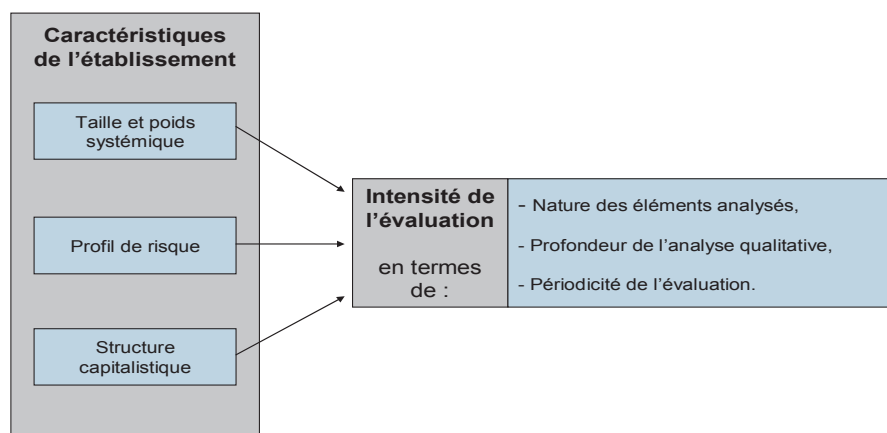 Caractéristiques
de l'établissement
Taille et poids
systémique
Profil de risque
Structure
capitalistique
Intensité de
l'évaluation
en termes
de :
- Nature des éléments analysés,
- Profondeur de l'analyse qualitative,
- Périodicité de l'évaluation.